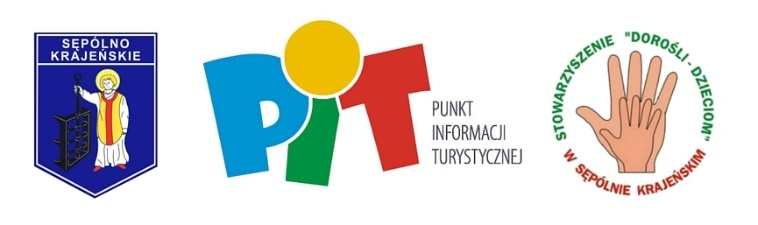 SĘPÓLNO
KRAJEŃSKIE
PiT
PUNKT
INFORMACJI
TURYSTYCZNEJ
STOWARZYSZENIE "DOROŚLI - DZIECIOM"
W SĘPÓLNIE KRAJEŃSKIM